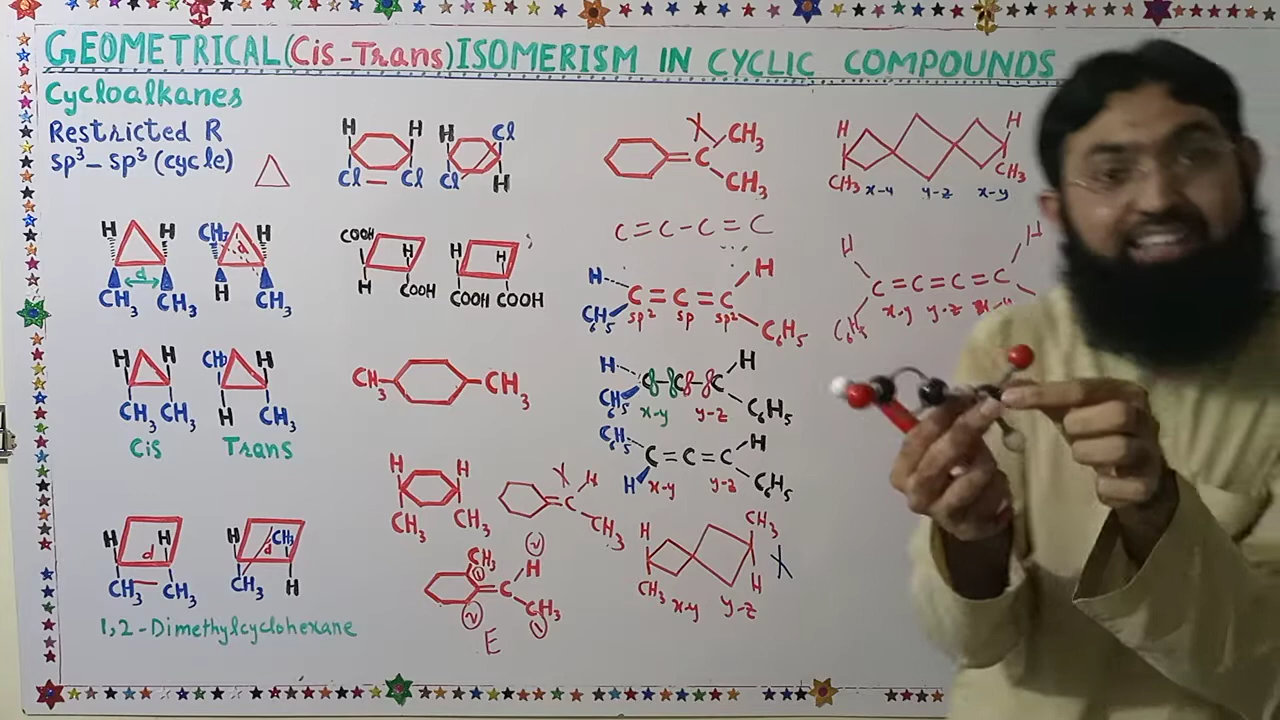 GEOMETRICAL (Cis-Trans) ISOMERISM IN CYCLIC COMPOUNDS
Cycloalkanes
Restricted R
sp³-sp³ (cycle)
H H
Cl — Cl
H Cl
Cl H
X CH₃
= C
CH₃
H H
CH₃ CH₃
x-y y-z x-y
C=C-C=C
H H
d
CH₃ CH₃
CH₃ H
d
H CH₃
COOH H
H COOH
H
COOH COOH
H H
C=C=C
C₆H₅ sp² sp sp² C₆H₅
H H
C=C=C=C
C₆H₅ x-y y-z x-y
H H
CH₃ CH₃
Cis
CH₃ H
H CH₃
Trans
CH₃ CH₃
H H
C-C-C
C₆H₅ x-y y-z C₆H₅
C₆H₅ H
C=C=C
H x-y y-z C₆H₅
H H
CH₃ CH₃
X H
= C
CH₃
H H
d
CH₃ — CH₃
H CH₃
d
CH₃ H
CH₃ H
= C
CH₃
E
H CH₃
CH₃ H X
x-y y-z
1,2-Dimethylcyclohexane